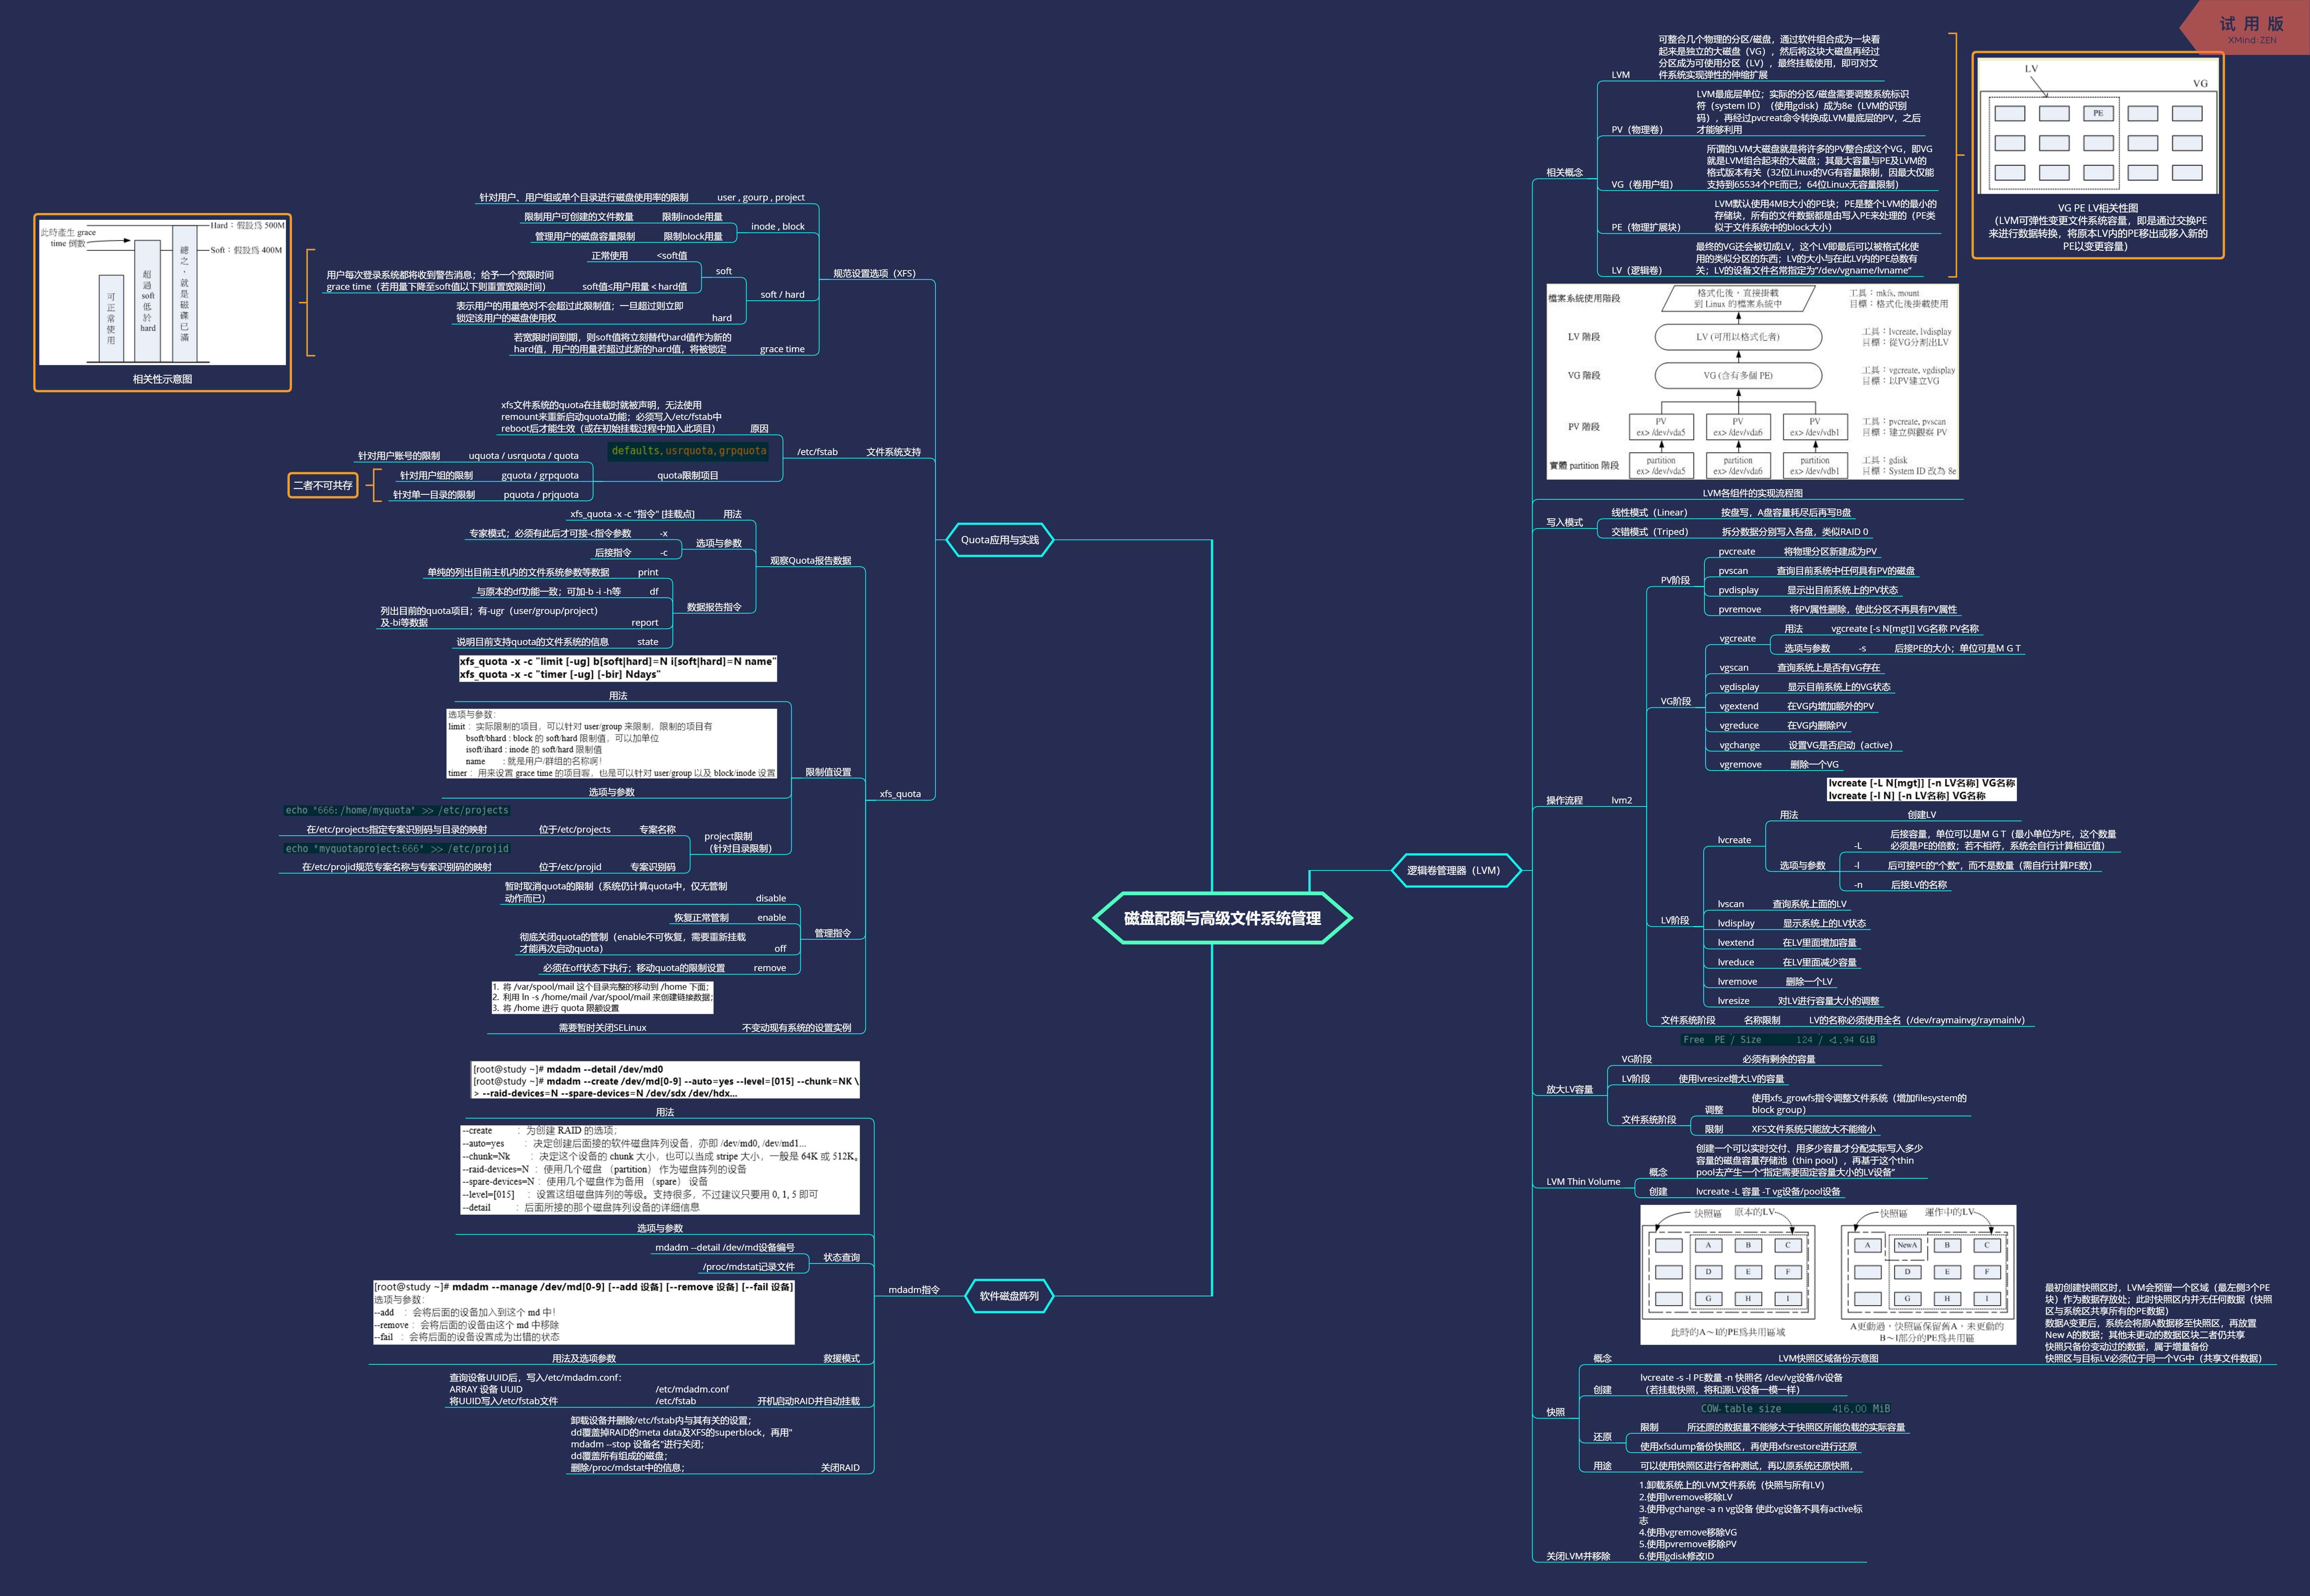 试用版
XMind-ZEN
磁盘配额与高级文件系统管理
Quota应用与实践
规范设置选项（XFS）
user , gourp , project
针对用户、用户组或单个目录进行磁盘使用率的限制
inode , block
限制inode用量
限制用户可创建的文件数量
限制block用量
管理用户的磁盘容量限制
soft / hard
soft
<soft值
正常使用
soft值≤用户用量 < hard值
用户每次登录系统都将收到警告消息；给予一个宽限时间
grace time（若用量下降至soft值以下则重置宽限时间）
hard
表示用户的用量绝对不会超过此限制值；一旦超过则立即
锁定该用户的磁盘使用权
grace time
若宽限时间到期，则soft值将立刻替代hard值作为新的
hard值，用户的用量若超过此新的hard值，将被锁定
Hard：假設為 500M
此時產生 grace
time 倒數
Soft：假設為 400M
可正常使用
超過 soft 低於 hard
總之，就是磁碟已滿
相关性示意图
文件系统支持
/etc/fstab
原因
xfs文件系统的quota在挂载时就被声明，无法使用
remount来重新启动quota功能；必须写入/etc/fstab中
reboot后才能生效（或在初始挂载过程中加入此项目）
defaults,usrquota,grpquota
quota限制项目
uquota / usrquota / quota
针对用户账号的限制
gquota / grpquota
针对用户组的限制
pquota / prjquota
针对单一目录的限制
二者不可共存
xfs_quota
观察Quota报告数据
用法
xfs_quota -x -c "指令" [挂载点]
选项与参数
-x
专家模式；必须有此后才可接-c指令参数
-c
后接指令
数据报告指令
print
单纯的列出目前主机内的文件系统参数等数据
df
与原本的df功能一致；可加-b -i -h等
report
列出目前的quota项目；有-ugr（user/group/project）
及-bi等数据
state
说明目前支持quota的文件系统的信息
限制值设置
xfs_quota -x -c "limit [-ug] b[soft|hard]=N i[soft|hard]=N name"
xfs_quota -x -c "timer [-ug] [-bir] Ndays"
用法
选项与参数：
limit： 实际限制的项目，可以针对 user/group 来限制，限制的项目有
bsoft/bhard : block 的 soft/hard 限制值，可以加单位
isoft/ihard : inode 的 soft/hard 限制值
name : 就是用户/群组的名称啊！
timer： 用来设置 grace time 的项目喔，也是可以针对 user/group 以及 block/inode 设置
选项与参数
project限制
（针对目录限制）
echo "666:/home/myquota" >> /etc/projects
专案名称
位于/etc/projects
在/etc/projects指定专案识别码与目录的映射
echo "myquotaproject:666" >> /etc/projid
专案识别码
位于/etc/projid
在/etc/projid规范专案名称与专案识别码的映射
管理指令
disable
暂时取消quota的限制（系统仍计算quota中，仅无管制
动作而已）
enable
恢复正常管制
off
彻底关闭quota的管制（enable不可恢复，需要重新挂载
才能再次启动quota）
remove
必须在off状态下执行；移动quota的限制设置
1. 将 /var/spool/mail 这个目录完整的移动到 /home 下面；
2. 利用 ln -s /home/mail /var/spool/mail 来创建链接数据；
3. 将 /home 进行 quota 限额设置
不变动现有系统的设置实例
需要暂时关闭SELinux
软件磁盘阵列
mdadm指令
[root@study ~]# mdadm --detail /dev/md0
[root@study ~]# mdadm --create /dev/md[0-9] --auto=yes --level=[015] --chunk=NK \
> --raid-devices=N --spare-devices=N /dev/sdx /dev/hdx...
用法
--create ：为创建 RAID 的选项；
--auto=yes ：决定创建后面接的软件磁盘阵列设备，亦即 /dev/md0, /dev/md1...
--chunk=Nk ：决定这个设备的 chunk 大小，也可以当成 stripe 大小，一般是 64K 或 512K。
--raid-devices=N ：使用几个磁盘 （partition） 作为磁盘阵列的设备
--spare-devices=N ：使用几个磁盘作为备用 （spare） 设备
--level=[015] ：设置这组磁盘阵列的等级。支持很多，不过建议只要用 0, 1, 5 即可
--detail ：后面所接的那个磁盘阵列设备的详细信息
选项与参数
状态查询
mdadm --detail /dev/md设备编号
/proc/mdstat记录文件
[root@study ~]# mdadm --manage /dev/md[0-9] [--add 设备] [--remove 设备] [--fail 设备]
选项与参数：
--add ：会将后面的设备加入到这个 md 中！
--remove ：会将后面的设备由这个 md 中移除
--fail ：会将后面的设备设置成为出错的状态
救援模式
用法及选项参数
开机启动RAID并自动挂载
/etc/mdadm.conf
查询设备UUID后，写入/etc/mdadm.conf：
ARRAY 设备 UUID
/etc/fstab
将UUID写入/etc/fstab文件
关闭RAID
卸载设备并删除/etc/fstab内与其有关的设置；
dd覆盖掉RAID的meta data及XFS的superblock，再用"
mdadm --stop 设备名"进行关闭；
dd覆盖所有组成的磁盘；
删除/proc/mdstat中的信息；
逻辑卷管理器（LVM）
相关概念
LVM
可整合几个物理的分区/磁盘，通过软件组合成为一块看
起来是独立的大磁盘（VG），然后将这块大磁盘再经过
分区成为可使用分区（LV），最终挂载使用，即可对文
件系统实现弹性的伸缩扩展
PV（物理卷）
LVM最底层单位；实际的分区/磁盘需要调整系统标识
符（system ID）（使用gdisk）成为8e（LVM的识别
码），再经过pvcreat命令转换成LVM最底层的PV，之后
才能够利用
VG（卷用户组）
所谓的LVM大磁盘就是将许多的PV整合成这个VG，即VG
就是LVM组合起来的大磁盘；其最大容量与PE及LVM的
格式版本有关（32位Linux的VG有容量限制，因最大仅能
支持到65534个PE而已；64位Linux无容量限制）
PE（物理扩展块）
LVM默认使用4MB大小的PE块；PE是整个LVM的最小的
存储块，所有的文件数据都是由写入PE来处理的（PE类
似于文件系统中的block大小）
LV（逻辑卷）
最终的VG还会被切成LV，这个LV即最后可以被格式化使
用的类似分区的东西；LV的大小与在此LV内的PE总数有
关；LV的设备文件名常指定为"/dev/vgname/lvname"
LV
VG
PE
VG PE LV相关性图
（LVM可弹性变更文件系统容量，即是通过交换PE
来进行数据转换，将原本LV内的PE移出或移入新的
PE以变更容量）
檔案系統使用階段
格式化後，直接掛載
到 Linux 的檔案系統中
工具：mkfs, mount
目標：格式化後掛載使用
LV 階段
LV (可用以格式化者)
工具：lvcreate, lvdisplay
目標：從VG分割出LV
VG 階段
VG (含有多個 PE)
工具：vgcreate, vgdisplay
目標：以PV建立VG
PV 階段
PV
ex> /dev/vda5
PV
ex> /dev/vda6
PV
ex> /dev/vdb1
工具：pvcreate, pvscan
目標：建立與觀察 PV
實體 partition 階段
partition
ex> /dev/vda5
partition
ex> /dev/vda6
partition
ex> /dev/vdb1
工具：gdisk
目標：System ID 改為 8e
LVM各组件的实现流程图
写入模式
线性模式（Linear）
按盘写，A盘容量耗尽后再写B盘
交错模式（Triped）
拆分数据分别写入各盘，类似RAID 0
操作流程
lvm2
PV阶段
pvcreate
将物理分区新建成为PV
pvscan
查询目前系统中任何具有PV的磁盘
pvdisplay
显示出目前系统上的PV状态
pvremove
将PV属性删除，使此分区不再具有PV属性
VG阶段
vgcreate
用法
vgcreate [-s N[mgt]] VG名称 PV名称
选项与参数
-s
后接PE的大小；单位可是M G T
vgscan
查询系统上是否有VG存在
vgdisplay
显示目前系统上的VG状态
vgextend
在VG内增加额外的PV
vgreduce
在VG内删除PV
vgchange
设置VG是否启动（active）
vgremove
删除一个VG
LV阶段
lvcreate
lvcreate [-L N[mgt]] [-n LV名称] VG名称
lvcreate [-l N] [-n LV名称] VG名称
用法
创建LV
选项与参数
-L
后接容量，单位可以是M G T（最小单位为PE，这个数量
必须是PE的倍数；若不相符，系统会自行计算相近值）
-l
后可接PE的"个数"，而不是数量（需自行计算PE数）
-n
后接LV的名称
lvscan
查询系统上面的LV
lvdisplay
显示系统上的LV状态
lvextend
在LV里面增加容量
lvreduce
在LV里面减少容量
lvremove
删除一个LV
lvresize
对LV进行容量大小的调整
文件系统阶段
名称限制
LV的名称必须使用全名（/dev/raymainvg/raymainlv）
放大LV容量
Free PE / Size 124 / <1.94 GiB
VG阶段
必须有剩余的容量
LV阶段
使用lvresize增大LV的容量
文件系统阶段
调整
使用xfs_growfs指令调整文件系统（增加filesystem的
block group）
限制
XFS文件系统只能放大不能缩小
LVM Thin Volume
概念
创建一个可以实时交付、用多少容量才分配实际写入多少
容量的磁盘容量存储池（thin pool），再基于这个thin
pool去产生一个"指定需要固定容量大小的LV设备"
创建
lvcreate -L 容量 -T vg设备/pool设备
快照
快照區
原本的LV
A B C
D E F
G H I
此時的A～I的PE為共用區域
快照區
運作中的LV
A NewA B C
D E F
G H I
A更動過，快照區保留舊A，未更動的
B～I部分的PE為共用區
概念
LVM快照区域备份示意图
最初创建快照区时，LVM会预留一个区域（最左侧3个PE
块）作为数据存放处；此时快照区内并无任何数据（快照
区与系统区共享所有的PE数据）
数据A变更后，系统会将原A数据移至快照区，再放置
New A的数据；其他未更动的数据区块二者仍共享
快照只备份变动过的数据，属于增量备份
快照区与目标LV必须位于同一个VG中（共享文件数据）
创建
lvcreate -s -l PE数量 -n 快照名 /dev/vg设备/lv设备
（若挂载快照，将和源LV设备一模一样）
还原
COW-table size 416.00 MiB
限制
所还原的数据量不能够大于快照区所能负载的实际容量
使用xfsdump备份快照区，再使用xfsrestore进行还原
用途
可以使用快照区进行各种测试，再以原系统还原快照，
关闭LVM并移除
1.卸载系统上的LVM文件系统（快照与所有LV）
2.使用lvremove移除LV
3.使用vgchange -a n vg设备 使此vg设备不具有active标
志
4.使用vgremove移除VG
5.使用pvremove移除PV
6.使用gdisk修改ID